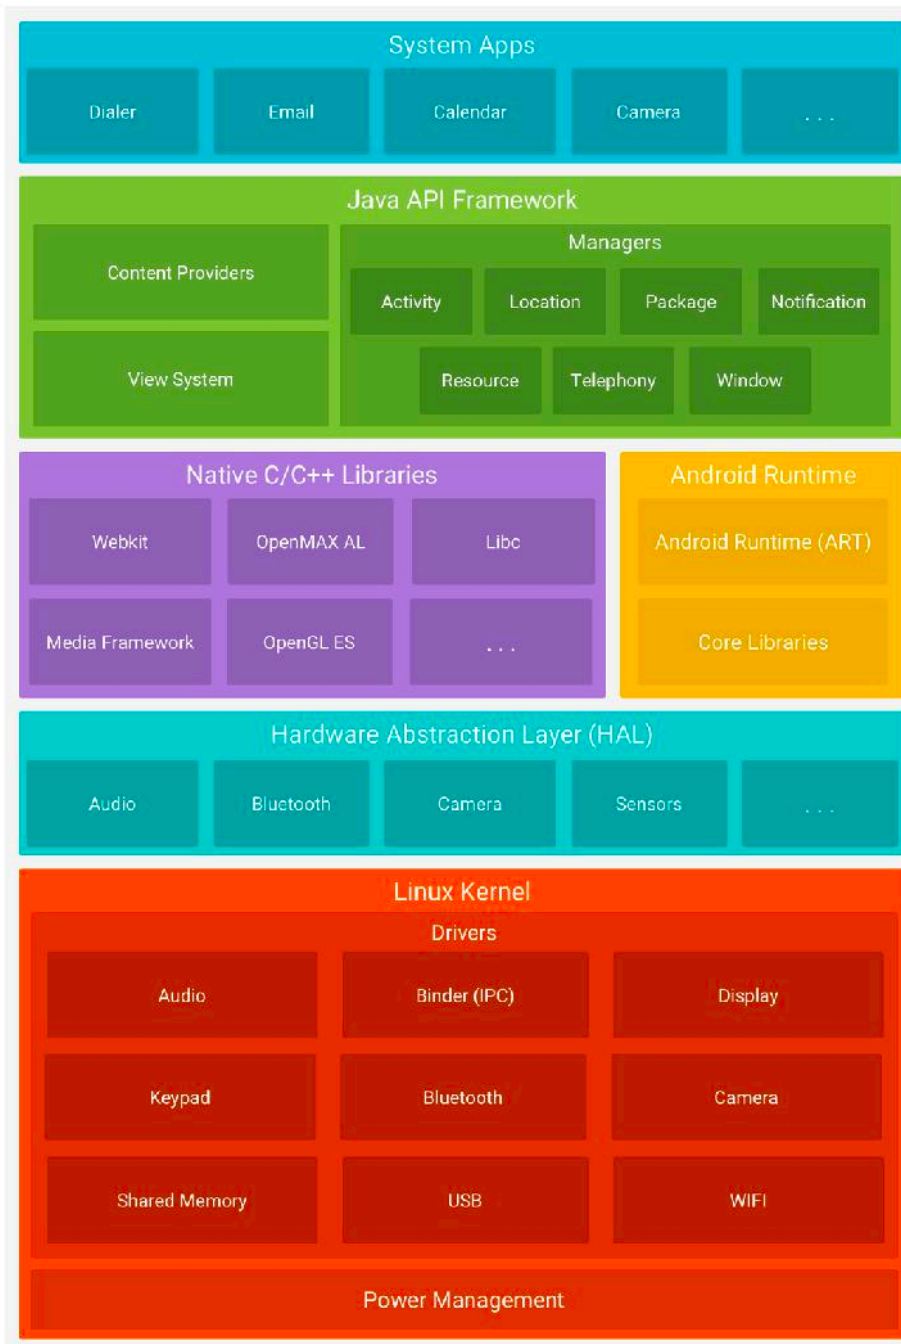 System Apps
Dialer
Email
Calendar
Camera
. . .
Java API Framework
Content Providers
View System
Managers
Activity
Location
Package
Notification
Resource
Telephony
Window
Native C/C++ Libraries
Webkit
OpenMAX AL
Libc
Media Framework
OpenGL ES
. . .
Android Runtime
Android Runtime (ART)
Core Libraries
Hardware Abstraction Layer (HAL)
Audio
Bluetooth
Camera
Sensors
. . .
Linux Kernel
Drivers
Audio
Binder (IPC)
Display
Keypad
Bluetooth
Camera
Shared Memory
USB
WIFI
Power Management